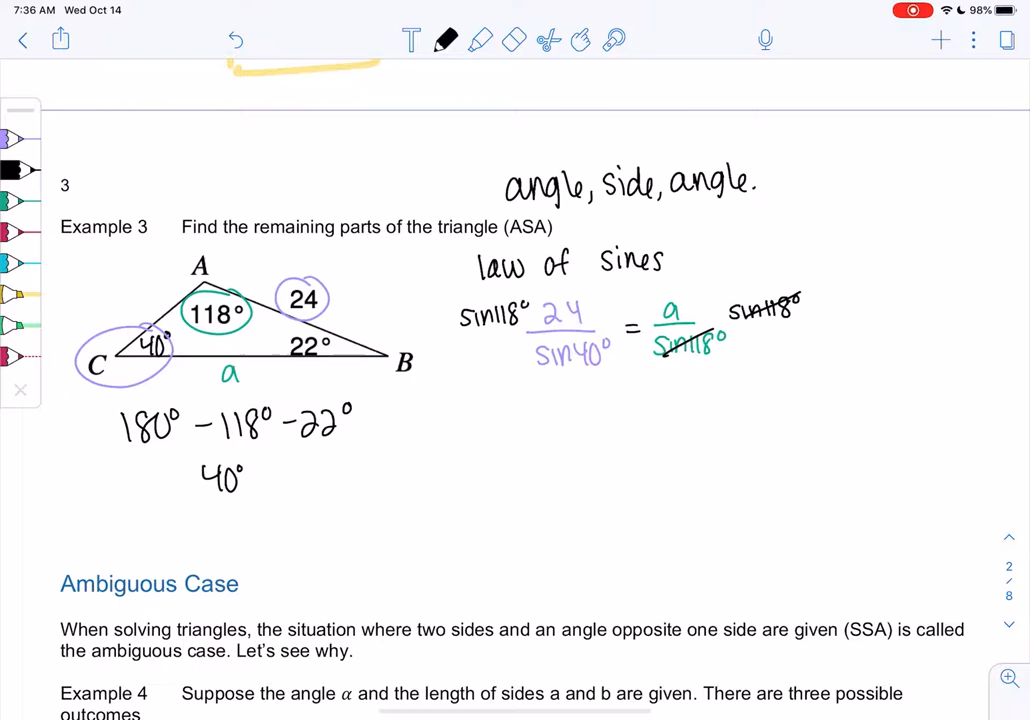 7:36 AM Wed Oct 14
98%
T
3
angle, side, angle.
Example 3 Find the remaining parts of the triangle (ASA)
law of sines
A
24
118°
40°
22°
C
B
a
sin118° 24 / sin40° = a / sin118° sin118°
180° - 118° - 22°
40°
2
/
8
Ambiguous Case
When solving triangles, the situation where two sides and an angle opposite one side are given (SSA) is called
the ambiguous case. Let's see why.
Example 4 Suppose the angle α and the length of sides a and b are given. There are three possible
outcomes